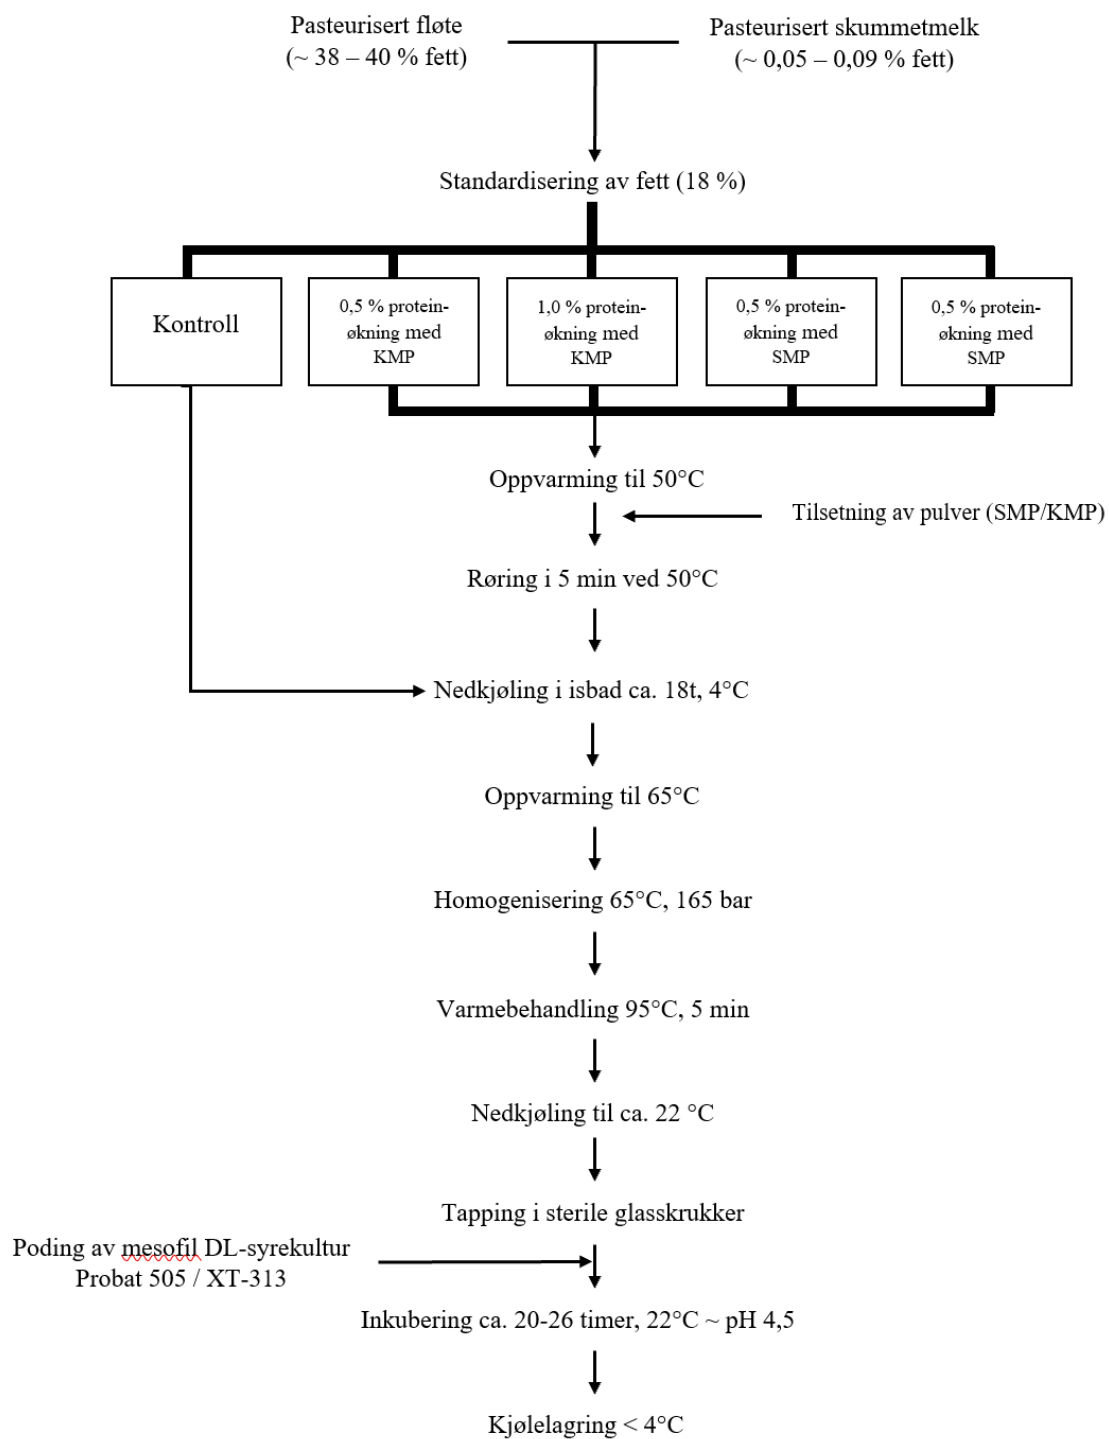 Pasteurisert fløte
(~ 38 – 40 % fett)
Pasteurisert skummetmelk
(~ 0,05 – 0,09 % fett)
Standardisering av fett (18 %)
Kontroll
0,5 % protein-
økning med
KMP
1,0 % protein-
økning med
KMP
0,5 % protein-
økning med
SMP
0,5 % protein-
økning med
SMP
Oppvarming til 50°C
Tilsetning av pulver (SMP/KMP)
Røring i 5 min ved 50°C
Nedkjøling i isbad ca. 18t, 4°C
Oppvarming til 65°C
Homogenisering 65°C, 165 bar
Varmebehandling 95°C, 5 min
Nedkjøling til ca. 22 °C
Tapping i sterile glasskrukker
Poding av mesofil DL-syrekultur
Probat 505 / XT-313
Inkubering ca. 20-26 timer, 22°C ~ pH 4,5
Kjølelagring < 4°C